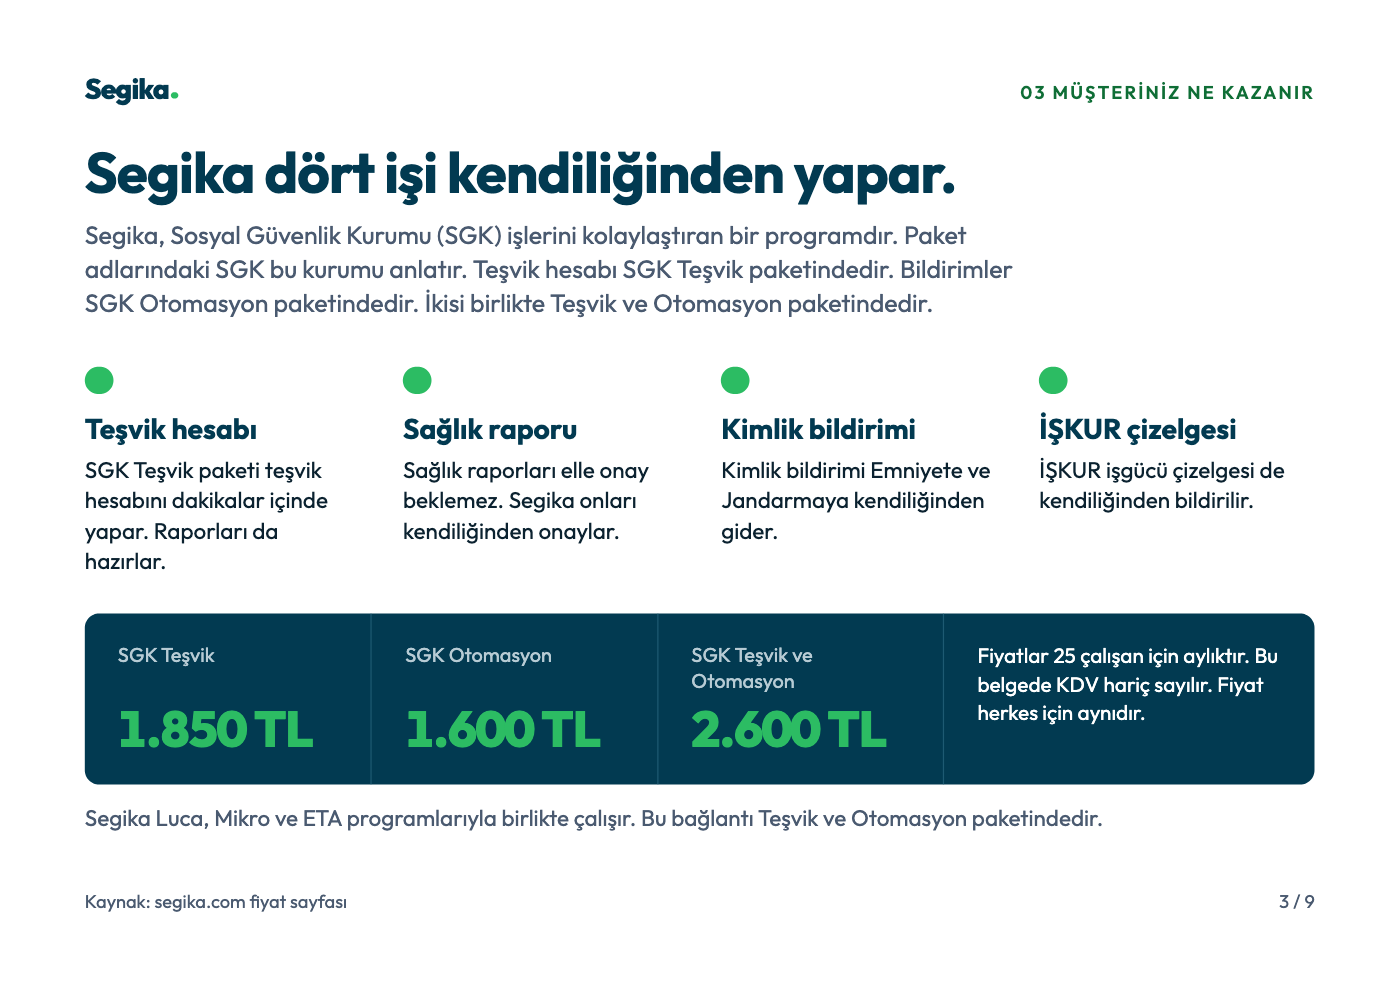 Segika.
03 MÜŞTERİNİZ NE KAZANIR
Segika dört işi kendiliğinden yapar.
Segika, Sosyal Güvenlik Kurumu (SGK) işlerini kolaylaştıran bir programdır. Paket
adlarındaki SGK bu kurumu anlatır. Teşvik hesabı SGK Teşvik paketindedir. Bildirimler
SGK Otomasyon paketindedir. İkisi birlikte Teşvik ve Otomasyon paketindedir.
Teşvik hesabı
SGK Teşvik paketi teşvik
hesabını dakikalar içinde
yapar. Raporları da
hazırlar.
Sağlık raporu
Sağlık raporları elle onay
beklemez. Segika onları
kendiliğinden onaylar.
Kimlik bildirimi
Kimlik bildirimi Emniyete ve
Jandarmaya kendiliğinden
gider.
İŞKUR çizelgesi
İŞKUR işgücü çizelgesi de
kendiliğinden bildirilir.
SGK Teşvik
1.850 TL
SGK Otomasyon
1.600 TL
SGK Teşvik ve
Otomasyon
2.600 TL
Fiyatlar 25 çalışan için aylıktır. Bu
belgede KDV hariç sayılır. Fiyat
herkes için aynıdır.
Segika Luca, Mikro ve ETA programlarıyla birlikte çalışır. Bu bağlantı Teşvik ve Otomasyon paketindedir.
Kaynak: segika.com fiyat sayfası
3 / 9